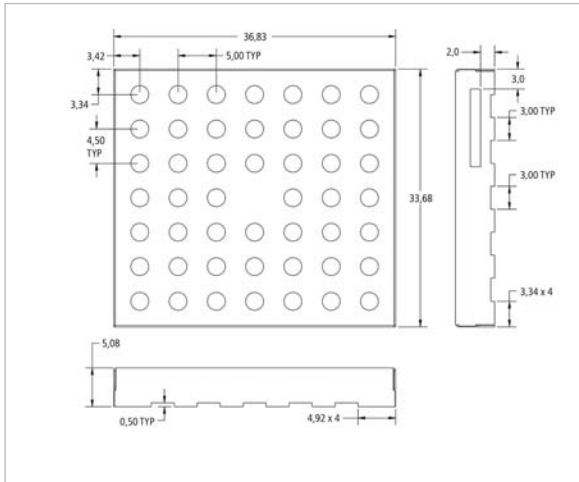 36,83
3,42
5,00 TYP
2,0
3,0
3,34
4,50
TYP
3,00 TYP
3,00 TYP
33,68
3,34 x 4
5,08
0,50 TYP
4,92 x 4